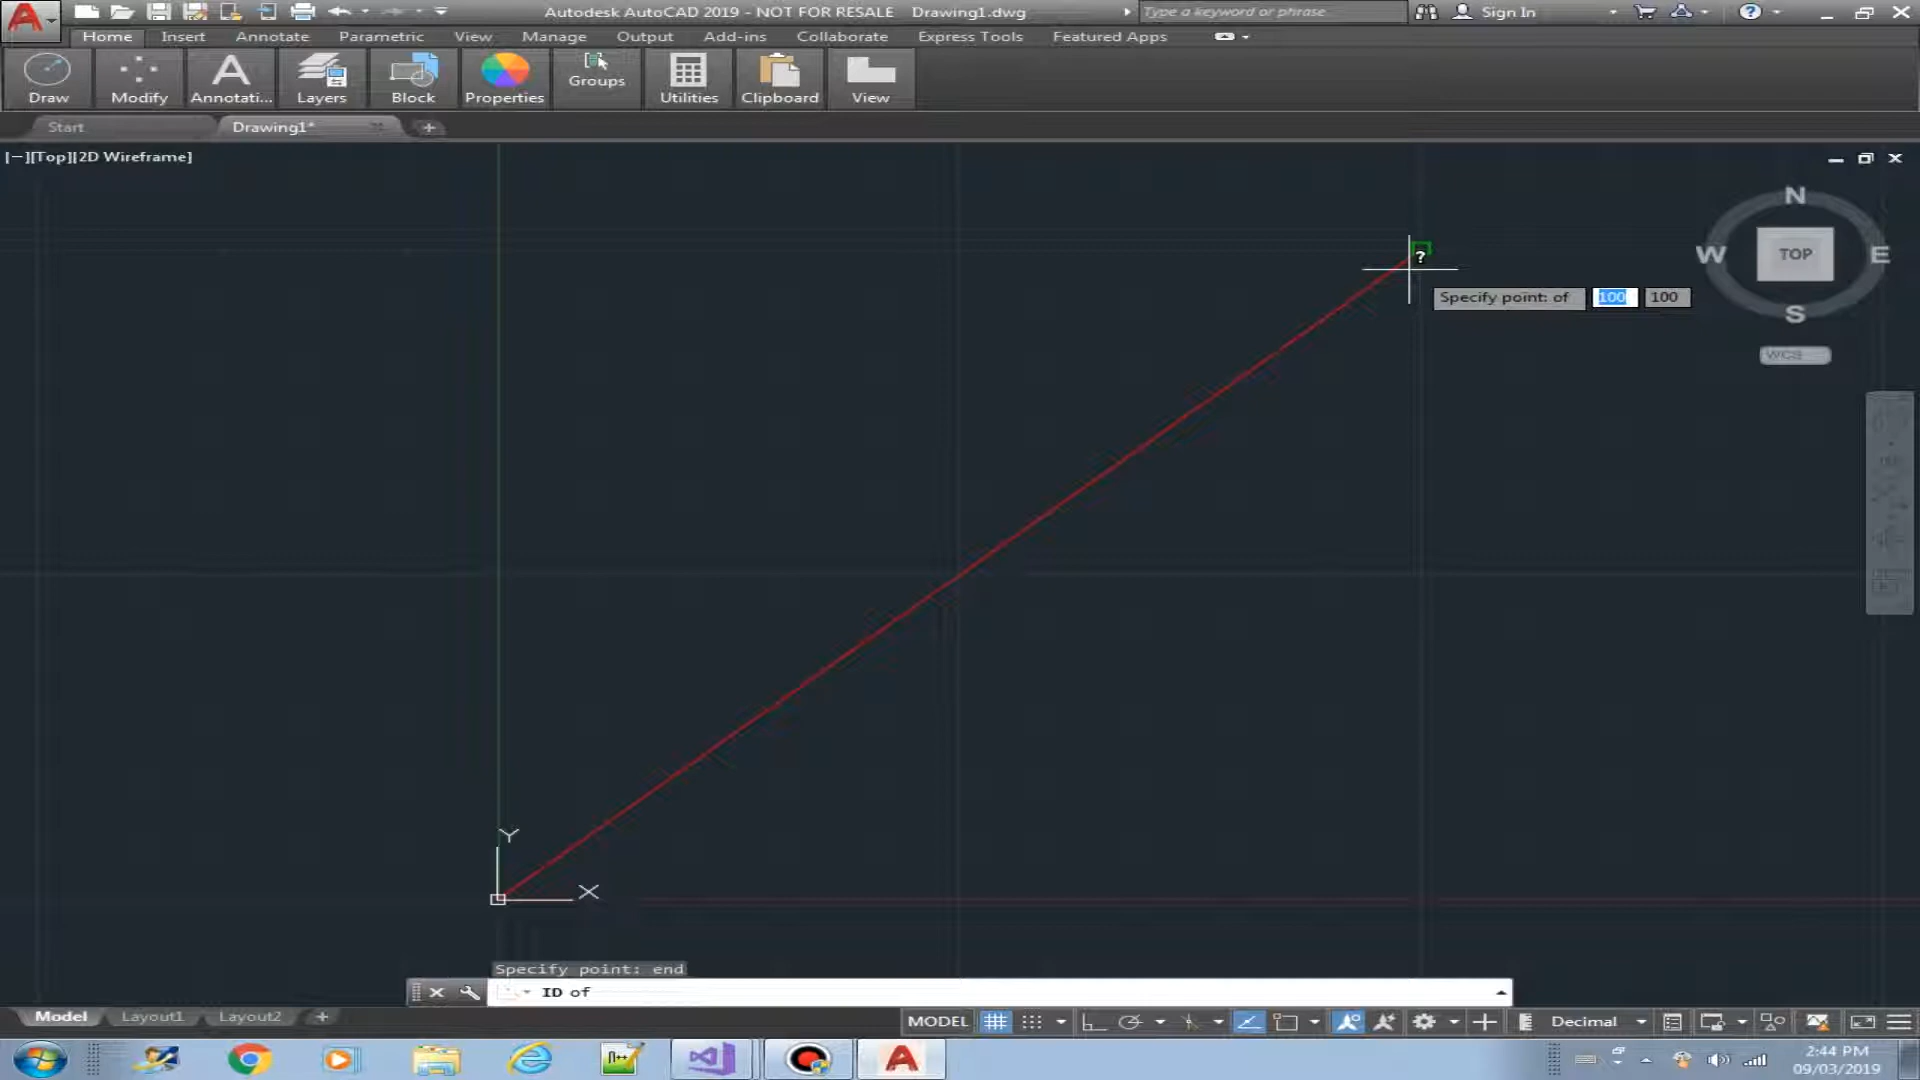 Autodesk AutoCAD 2019 - NOT FOR RESALE Drawing1.dwg
Type a keyword or phrase
Sign In
Home Insert Annotate Parametric View Manage Output Add-ins Collaborate Express Tools Featured Apps
Draw Modify Annotati... Layers Block Properties Groups Utilities Clipboard View
Start Drawing1*
[−][Top][2D Wireframe]
N
W TOP E
S
WCS
Specify point: of 100 100
Y
X
Specify point: end
ID of
Model Layout1 Layout2
MODEL
Decimal
2:44 PM
09/03/2019